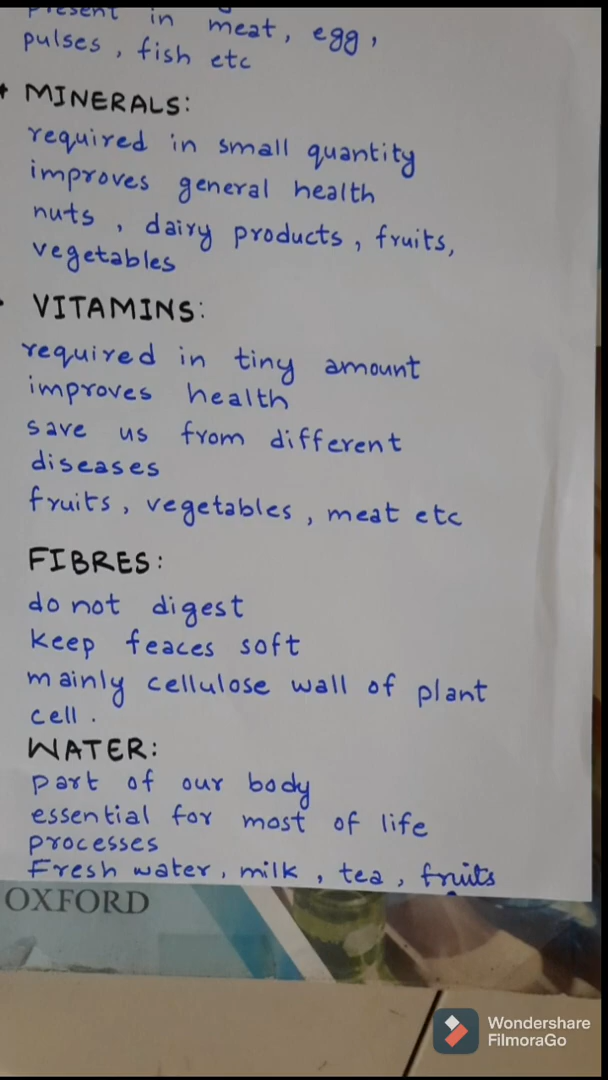 present in meat, egg,
pulses, fish etc
MINERALS:
required in small quantity
improves general health
nuts, dairy products, fruits,
vegetables
VITAMINS:
required in tiny amount
improves health
save us from different
diseases
fruits, vegetables, meat etc
FIBRES:
do not digest
keep feaces soft
mainly cellulose wall of plant
cell.
WATER:
part of our body
essential for most of life
processes
Fresh water, milk, tea, fruits
OXFORD
Wondershare
FilmoraGo